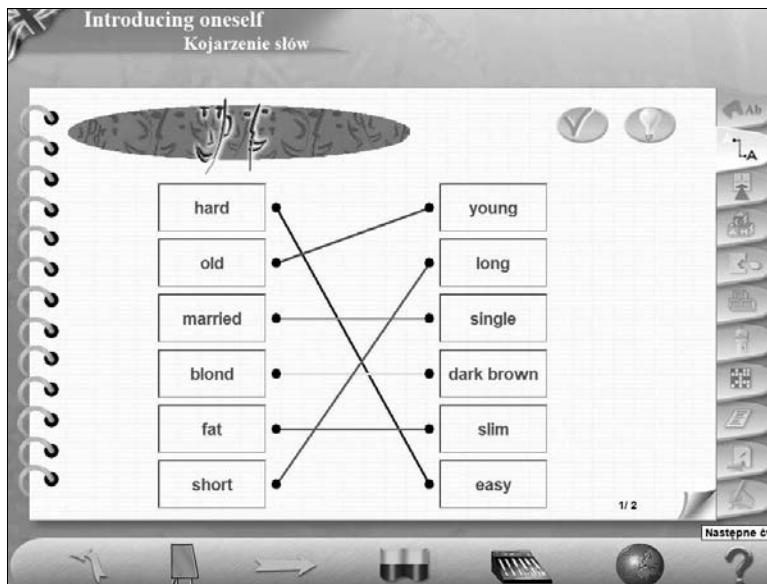 Introducing oneself
Kojarzenie słów
Ab
A
hard young
old long
married single
blond dark brown
fat slim
short easy
1/ 2
Następne